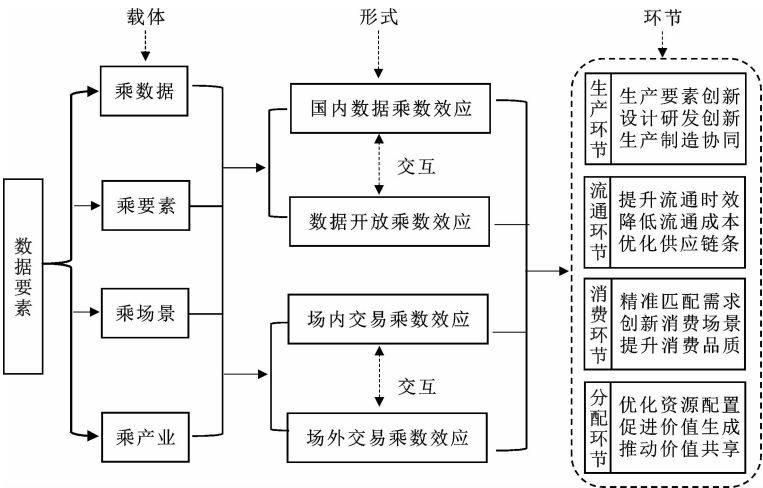 载体
形式
环节
数据要素
乘数据
乘要素
乘场景
乘产业
国内数据乘数效应
交互
数据开放乘数效应
场内交易乘数效应
交互
场外交易乘数效应
生产环节
生产要素创新
设计研发创新
生产制造协同
流通环节
提升流通时效
降低流通成本
优化供应链条
消费环节
精准匹配需求
创新消费场景
提升消费品质
分配环节
优化资源配置
促进价值生成
推动价值共享